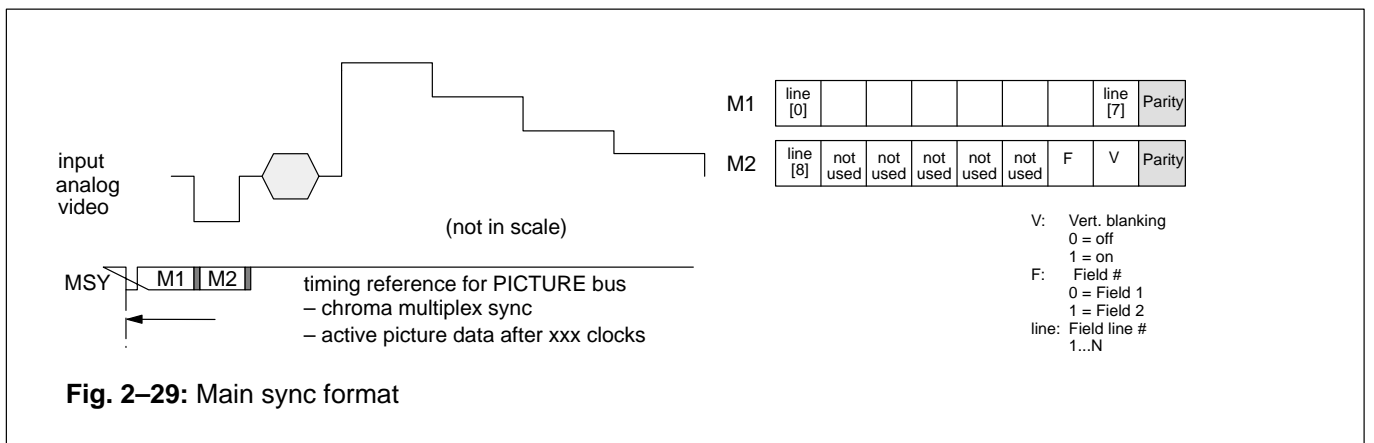 input
analog
video
(not in scale)
MSY M1 M2
timing reference for PICTURE bus
– chroma multiplex sync
– active picture data after xxx clocks
M1 line [0] line [7] Parity
M2 line [8] not used not used not used not used not used F V Parity
V: Vert. blanking
0 = off
1 = on
F: Field #
0 = Field 1
1 = Field 2
line: Field line #
1...N
Fig. 2–29: Main sync format